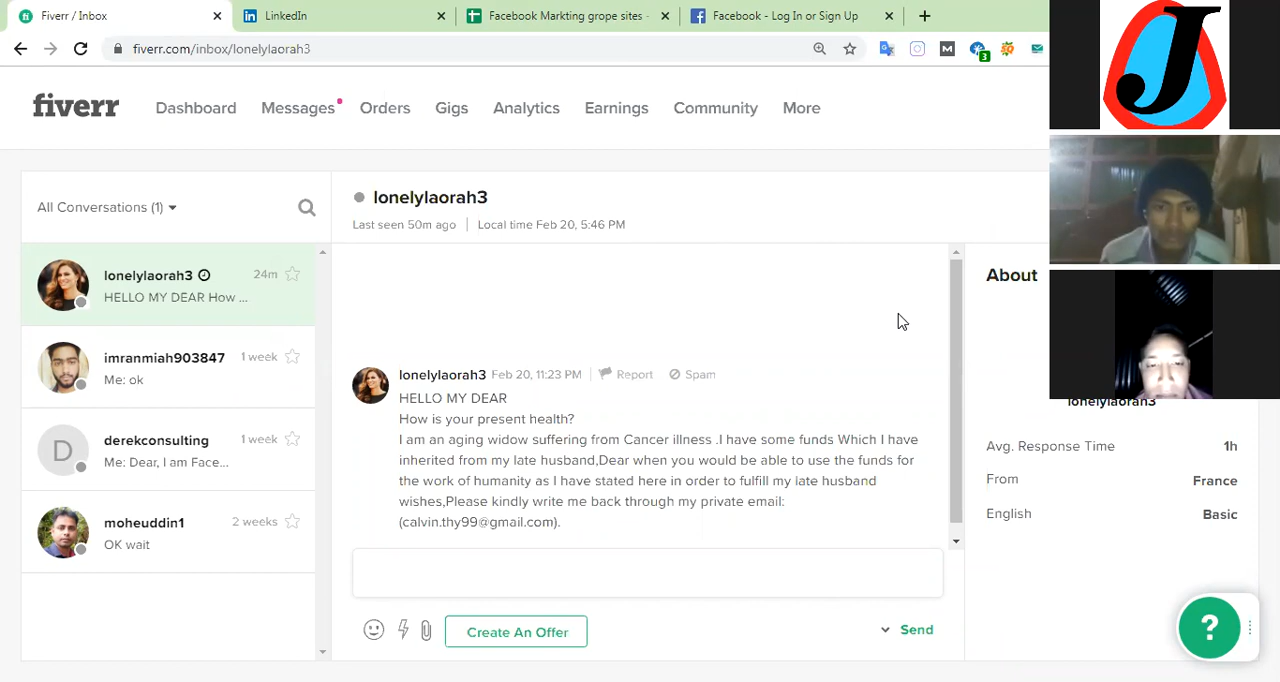 Fiverr / Inbox
LinkedIn
Facebook Markting grope sites -
Facebook - Log In or Sign Up
fiverr.com/inbox/lonelylaorah3
M
3
J
fiverr
Dashboard
Messages
Orders
Gigs
Analytics
Earnings
Community
More
All Conversations (1)
lonelylaorah3
Last seen 50m ago
Local time Feb 20, 5:46 PM
lonelylaorah3
24m
HELLO MY DEAR How ...
imranmiah903847
1 week
Me: ok
D
derekconsulting
1 week
Me: Dear, I am Face...
moheuddin1
2 weeks
OK wait
lonelylaorah3 Feb 20, 11:23 PM Report Spam
HELLO MY DEAR
How is your present health?
I am an aging widow suffering from Cancer illness .I have some funds Which I have
inherited from my late husband,Dear when you would be able to use the funds for
the work of humanity as I have stated here in order to fulfill my late husband
wishes,Please kindly write me back through my private email:
(calvin.thy99@gmail.com).
Create An Offer
Send
About
lonelylaorah3
Avg. Response Time 1h
From France
English Basic
?